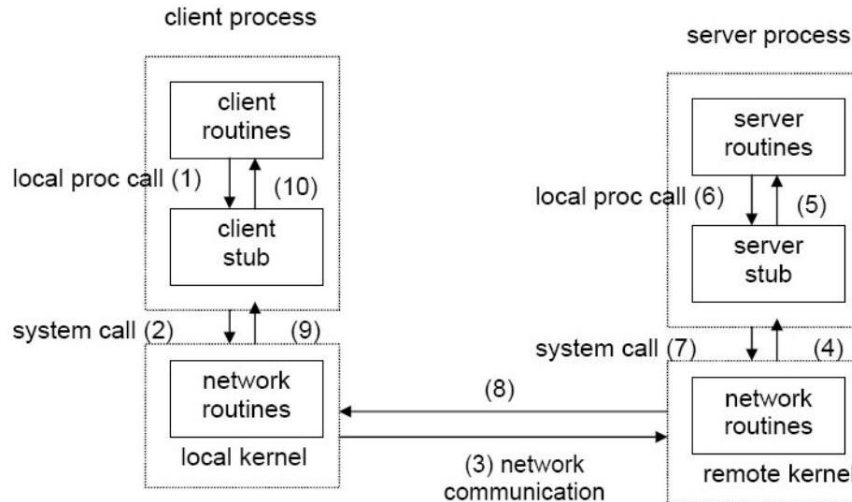 client process
server process
client
routines
server
routines
local proc call (1)
(10)
local proc call (6)
(5)
client
stub
server
stub
system call (2)
(9)
system call (7)
(4)
network
routines
(8)
network
routines
local kernel
(3) network
communication
remote kernel